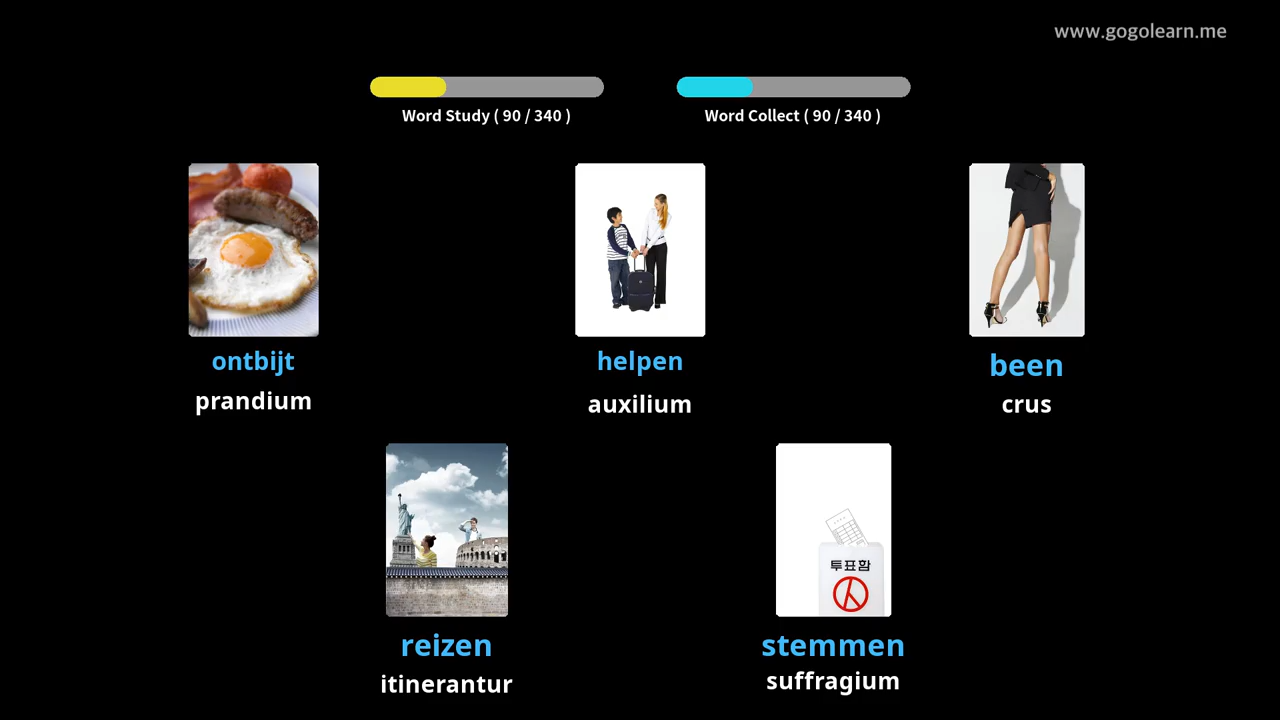 www.gogolearn.me
Word Study ( 90 / 340 )
Word Collect ( 90 / 340 )
ontbijt
prandium
helpen
auxilium
been
crus
reizen
itinerantur
투표함
stemmen
suffragium